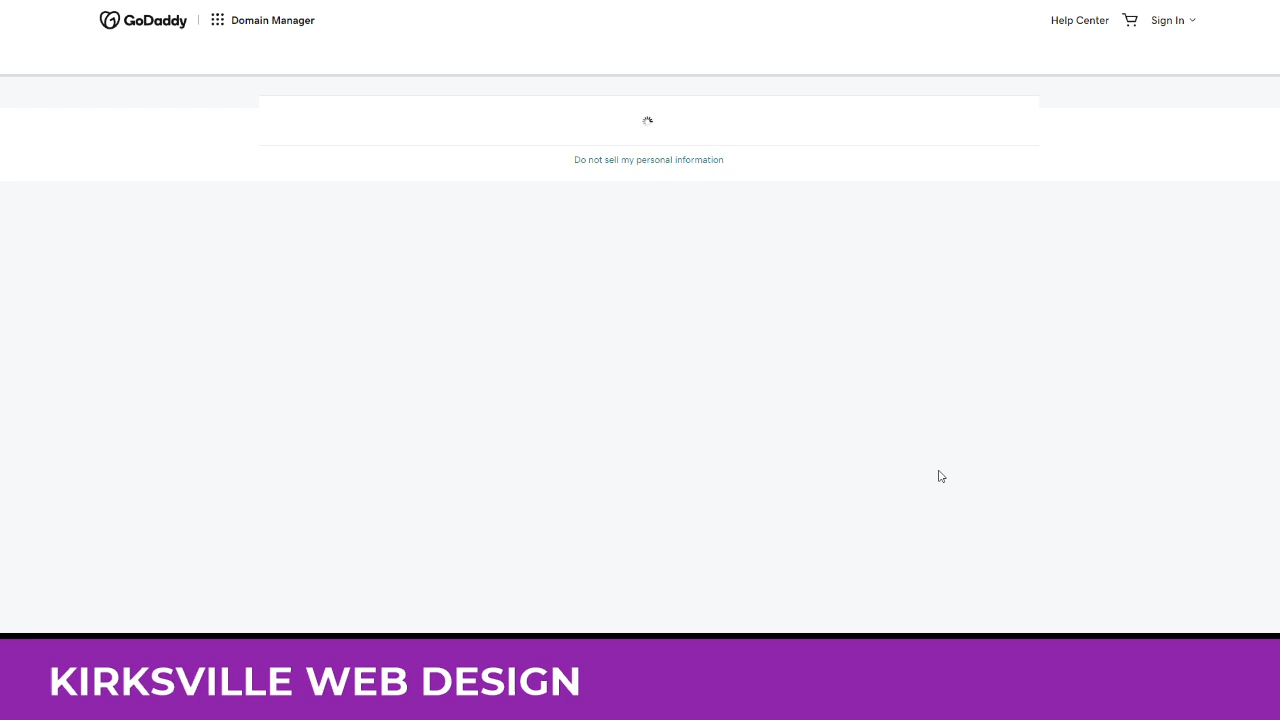 GoDaddy
Domain Manager
Help Center
Sign In
Do not sell my personal information
KIRKSVILLE WEB DESIGN